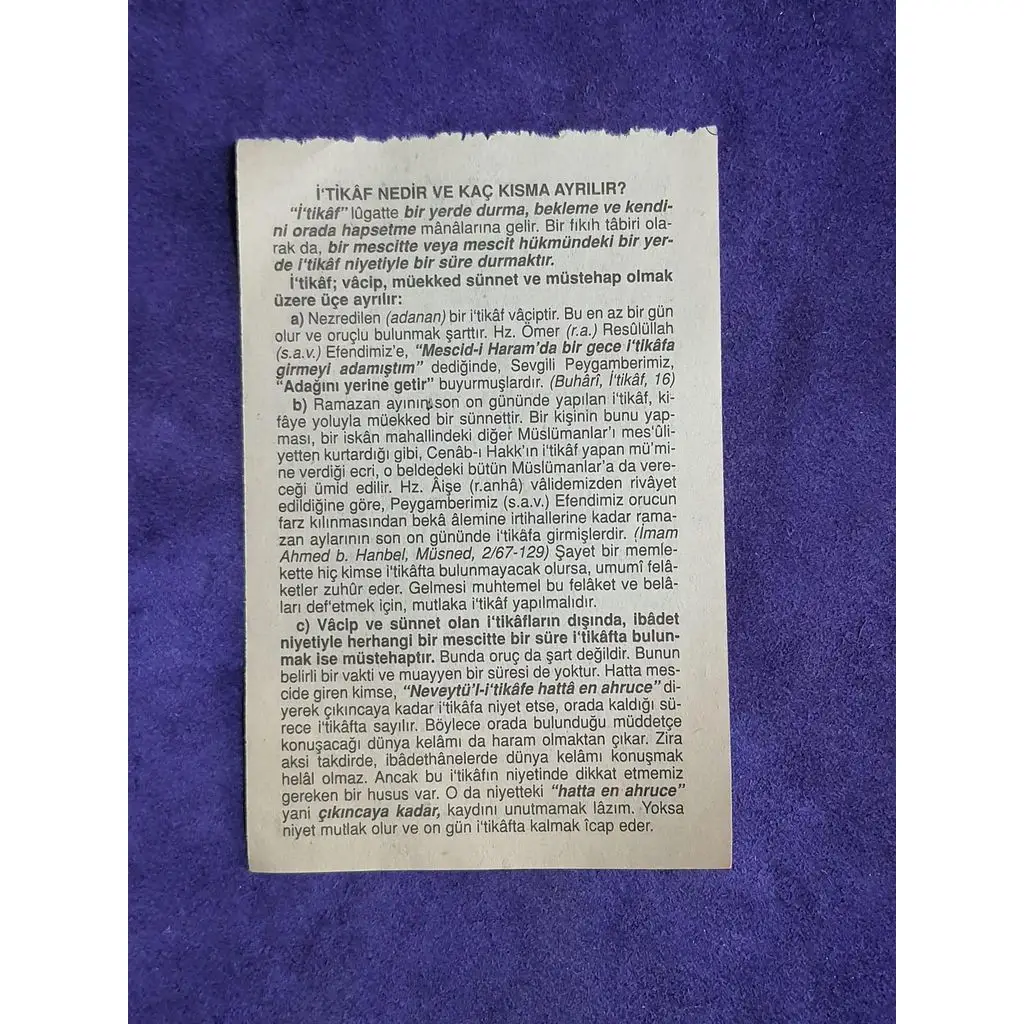 İ'TİKÂF NEDİR VE KAÇ KISMA AYRILIR?
"İ'tikâf" lûgatte bir yerde durma, bekleme ve kendi-
ni orada hapsetme mânâlarına gelir. Bir fıkıh tâbiri ola-
rak da, bir mescitte veya mescit hükmündeki bir yer-
de i'tikâf niyetiyle bir süre durmaktır.
İ'tikâf; vâcip, müekked sünnet ve müstehap olmak
üzere üçe ayrılır:
a) Nezredilen (adanan) bir i'tikâf vâciptir. Bu en az bir gün
olur ve oruçlu bulunmak şarttır. Hz. Ömer (r.a.) Resûlüllah
(s.a.v.) Efendimiz'e, "Mescid-i Haram'da bir gece i'tikâfa
girmeyi adamıştım" dediğinde, Sevgili Peygamberimiz,
"Adağını yerine getir" buyurmuşlardır. (Buhârî, İ'tikâf, 16)
b) Ramazan ayının son on gününde yapılan i'tikâf, ki-
fâye yoluyla müekked bir sünnettir. Bir kişinin bunu yap-
ması, bir iskân mahallindeki diğer Müslümanlar'ı mes'ûli-
yetten kurtardığı gibi, Cenâb-ı Hakk'ın i'tikâf yapan mü'mi-
ne verdiği ecri, o beldedeki bütün Müslümanlar'a da vere-
ceği ümid edilir. Hz. Âişe (r.anhâ) vâlidemizden rivâyet
edildiğine göre, Peygamberimiz (s.a.v.) Efendimiz orucun
farz kılınmasından bekâ âlemine irtihallerine kadar rama-
zan aylarının son on gününde i'tikâfa girmişlerdir. (İmam
Ahmed b. Hanbel, Müsned, 2/67-129) Şayet bir memle-
kette hiç kimse i'tikâfta bulunmayacak olursa, umumî felâ-
ketler zuhûr eder. Gelmesi muhtemel bu felâket ve belâ-
ları def'etmek için, mutlaka i'tikâf yapılmalıdır.
c) Vâcip ve sünnet olan i'tikâfların dışında, ibâdet
niyetiyle herhangi bir mescitte bir süre i'tikâfta bulun-
mak ise müstehaptır. Bunda oruç da şart değildir. Bunun
belirli bir vakti ve muayyen bir süresi de yoktur. Hatta mes-
cide giren kimse, "Neveytü'l-i'tikâfe hattâ en ahruce" di-
yerek çıkıncaya kadar i'tikâfa niyet etse, orada kaldığı sü-
rece i'tikâfta sayılır. Böylece orada bulunduğu müddetçe
konuşacağı dünya kelâmı da haram olmaktan çıkar. Zira
aksi takdirde, ibâdethânelerde dünya kelâmı konuşmak
helâl olmaz. Ancak bu i'tikâfın niyetinde dikkat etmemiz
gereken bir husus var. O da niyetteki "hatta en ahruce"
yani çıkıncaya kadar, kaydını unutmamak lâzım. Yoksa
niyet mutlak olur ve on gün i'tikâfta kalmak îcap eder.